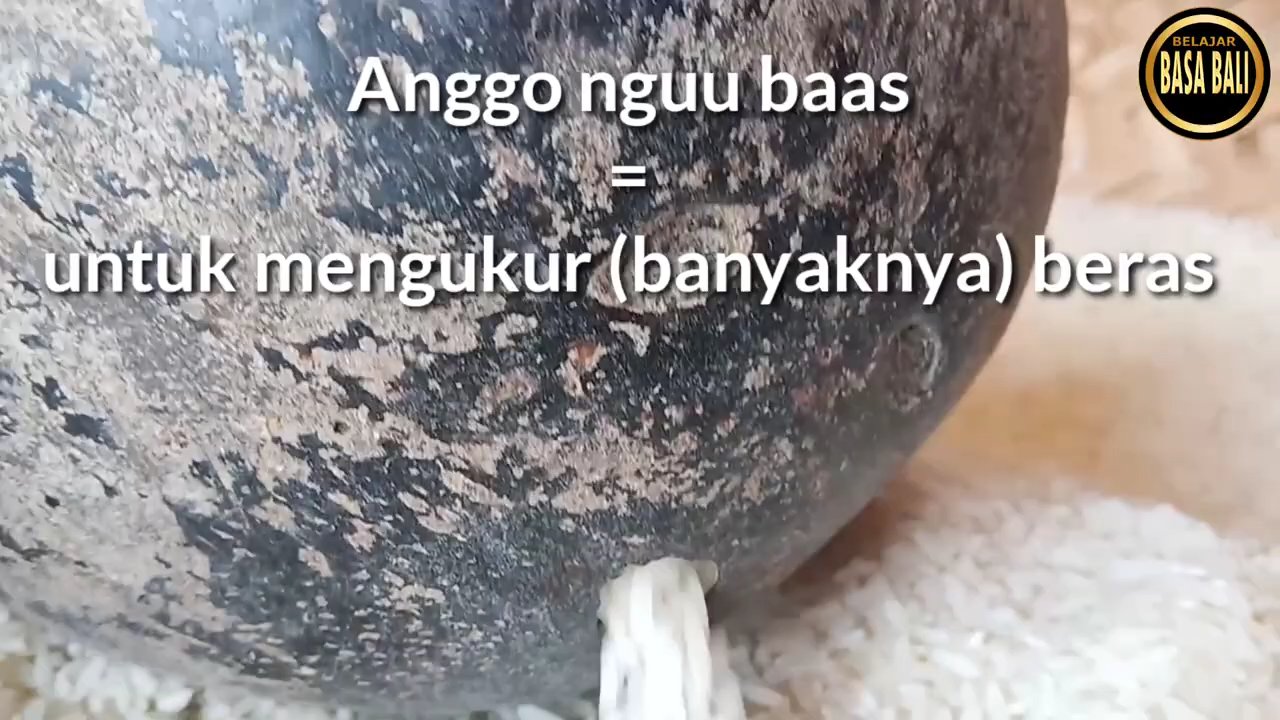 BELAJAR
BASA BALI
Anggo nguu baas
=
untuk mengukur (banyaknya) beras